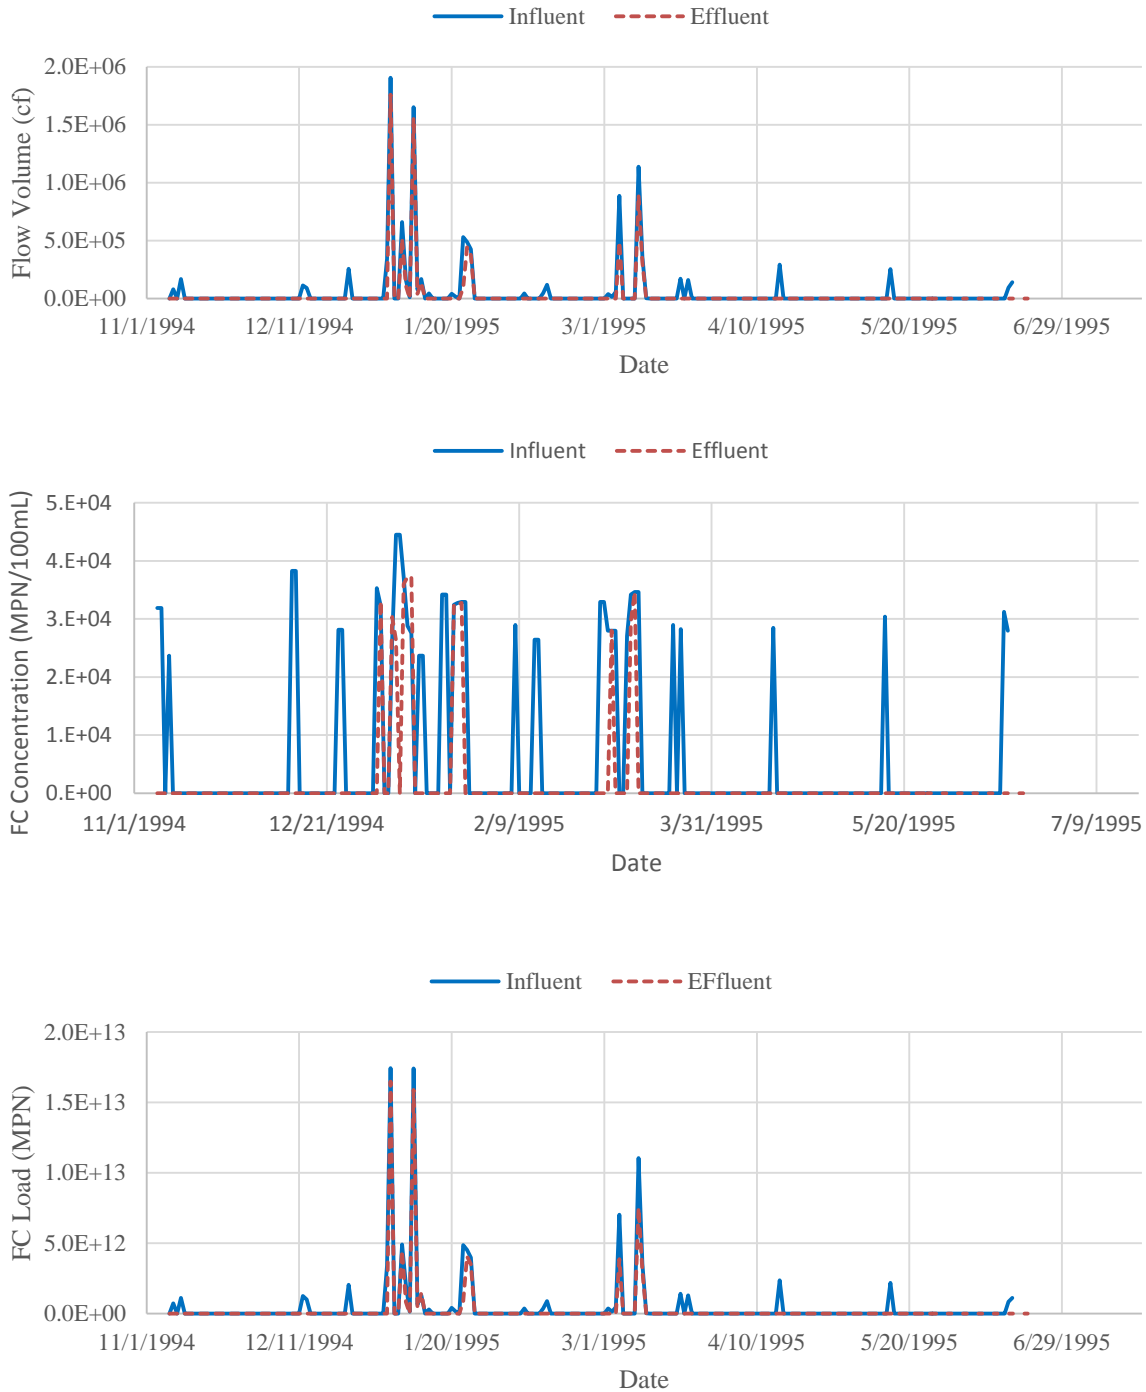 Influent Effluent
Flow Volume (cf)
2.0E+06
1.5E+06
1.0E+06
5.0E+05
0.0E+00
11/1/1994 12/11/1994 1/20/1995 3/1/1995 4/10/1995 5/20/1995 6/29/1995
Date
Influent Effluent
FC Concentration (MPN/100mL)
5.E+04
4.E+04
3.E+04
2.E+04
1.E+04
0.E+00
11/1/1994 12/21/1994 2/9/1995 3/31/1995 5/20/1995 7/9/1995
Date
Influent EFfluent
FC Load (MPN)
2.0E+13
1.5E+13
1.0E+13
5.0E+12
0.0E+00
11/1/1994 12/11/1994 1/20/1995 3/1/1995 4/10/1995 5/20/1995 6/29/1995
Date